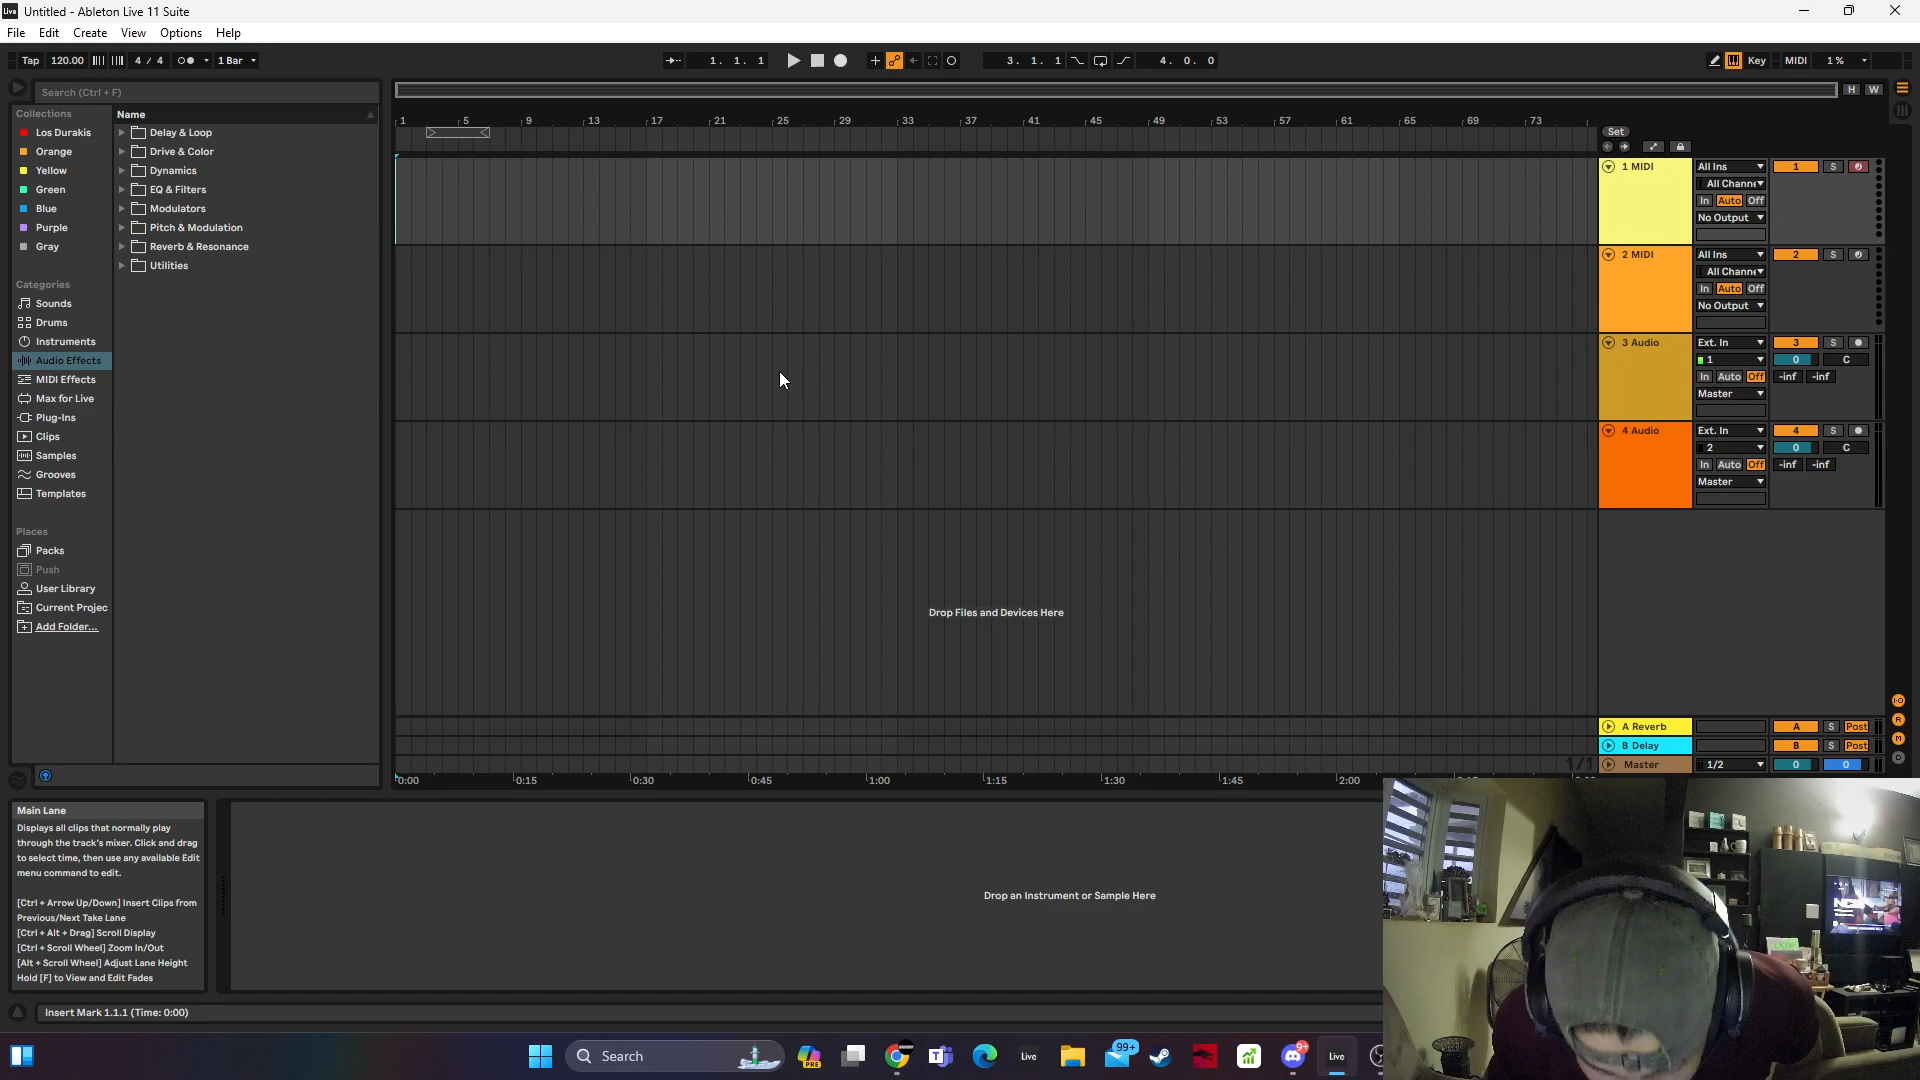 Live Untitled - Ableton Live 11 Suite
File Edit Create View Options Help
Tap 120.00 4 / 4 1 Bar 1. 1. 1 3. 1. 1 4. 0. 0 Key MIDI 1 %
Search (Ctrl + F)
H W
Collections
Los Durakis
Orange
Yellow
Green
Blue
Purple
Gray
Categories
Sounds
Drums
Instruments
Audio Effects
MIDI Effects
Max for Live
Plug-Ins
Clips
Samples
Grooves
Templates
Places
Packs
Push
User Library
Current Projec
Add Folder...
Name
Delay & Loop
Drive & Color
Dynamics
EQ & Filters
Modulators
Pitch & Modulation
Reverb & Resonance
Utilities
1 5 9 13 17 21 25 29 33 37 41 45 49 53 57 61 65 69 73
Set
1 MIDI All Ins 1 S
All Channe
In Auto Off
No Output
2 MIDI All Ins 2 S
All Channe
In Auto Off
No Output
3 Audio Ext. In 3 S
1 0 C
In Auto Off -inf -inf
Master
4 Audio Ext. In 4 S
2 0 C
In Auto Off -inf -inf
Master
Drop Files and Devices Here
A Reverb A S Post
B Delay B S Post
1/1 Master 1/2 0 0
0:00 0:15 0:30 0:45 1:00 1:15 1:30 1:45 2:00
I·O
R
M
D
Main Lane
Displays all clips that normally play
through the track's mixer. Click and drag
to select time, then use any available Edit
menu command to edit.
[Ctrl + Arrow Up/Down] Insert Clips from
Previous/Next Take Lane
[Ctrl + Alt + Drag] Scroll Display
[Ctrl + Scroll Wheel] Zoom In/Out
[Alt + Scroll Wheel] Adjust Lane Height
Hold [F] to View and Edit Fades
Drop an Instrument or Sample Here
Insert Mark 1.1.1 (Time: 0:00)
Search PRE Live 99+ 9+ Live